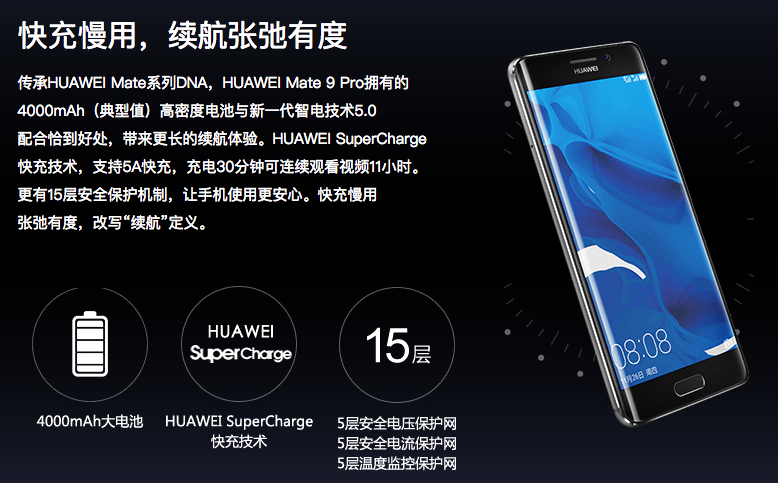 快充慢用，续航张弛有度
传承HUAWEI Mate系列DNA，HUAWEI Mate 9 Pro拥有的
4000mAh（典型值）高密度电池与新一代智电技术5.0
配合恰到好处，带来更长的续航体验。HUAWEI SuperCharge
快充技术，支持5A快充，充电30分钟可连续观看视频11小时。
更有15层安全保护机制，让手机使用更安心。快充慢用
张弛有度，改写“续航”定义。
HUAWEI
08:08
月26日 周四
HUAWEI
SuperCharge
15层
4000mAh大电池
HUAWEI SuperCharge
快充技术
5层安全电压保护网
5层安全电流保护网
5层温度监控保护网